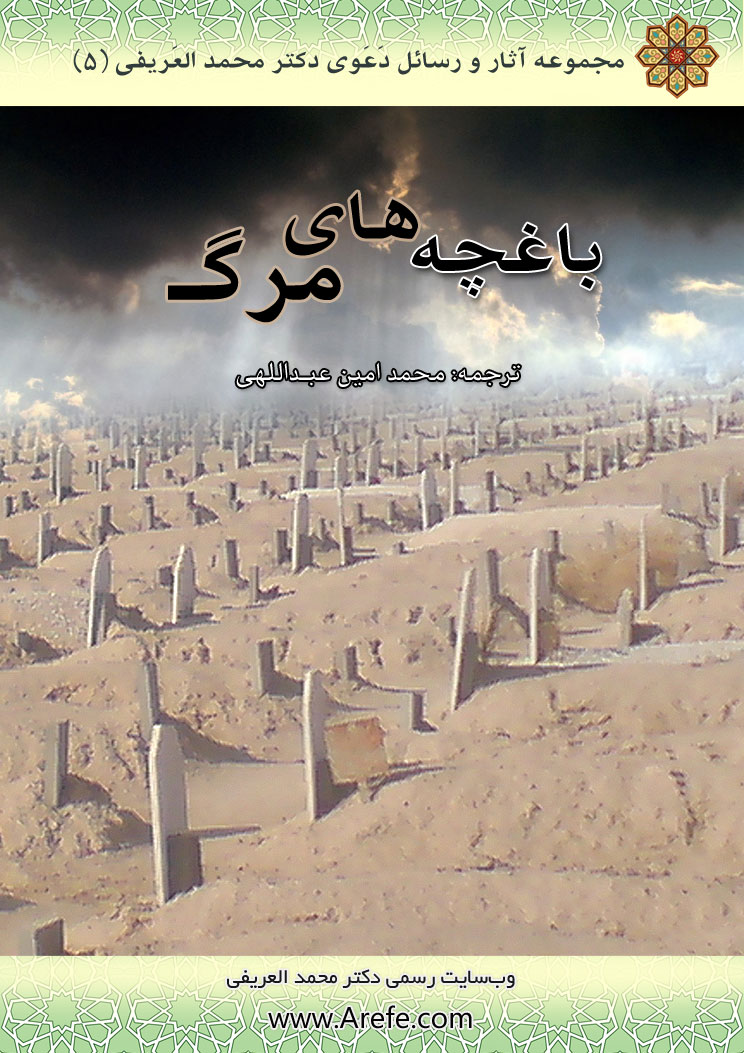 مجموعه آثار و رسائل دَعَوی دکتر محمد العَریفی (۵)
باغچه های مرگ
ترجمه: محمد امین عبداللهی
وب‌سایت رسمی دکتر محمد العریفی
www.Arefe.com